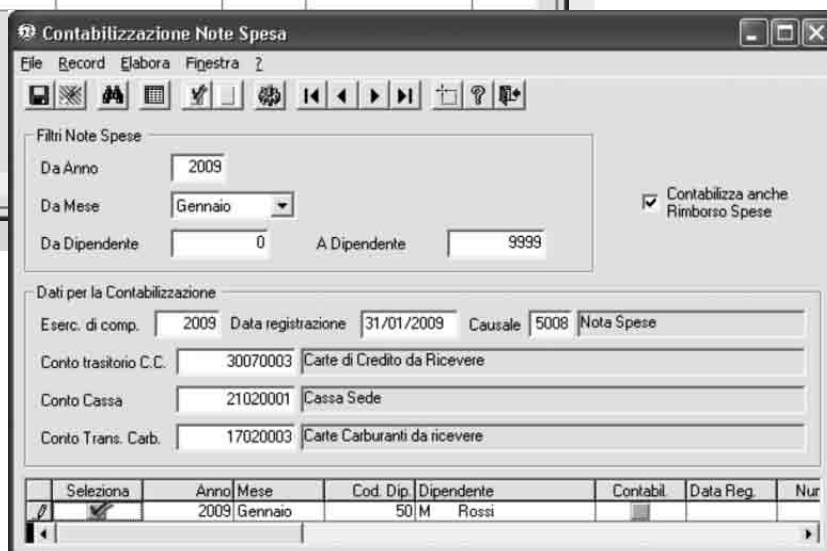 Contabilizzazione Note Spesa
File Record Elabora Finestra ?
Filtri Note Spese
Da Anno 2009
Da Mese Gennaio
Contabilizza anche
Rimborso Spese
Da Dipendente 0 A Dipendente 9999
Dati per la Contabilizzazione
Eserc. di comp. 2009 Data registrazione 31/01/2009 Causale 5008 Nota Spese
Conto trasitorio C.C. 30070003 Carte di Credito da Ricevere
Conto Cassa 21020001 Cassa Sede
Conto Trans. Carb. 17020003 Carte Carburanti da ricevere
Seleziona Anno Mese Cod. Dip. Dipendente Contabil. Data Reg. Nur
2009 Gennaio 50 M Rossi